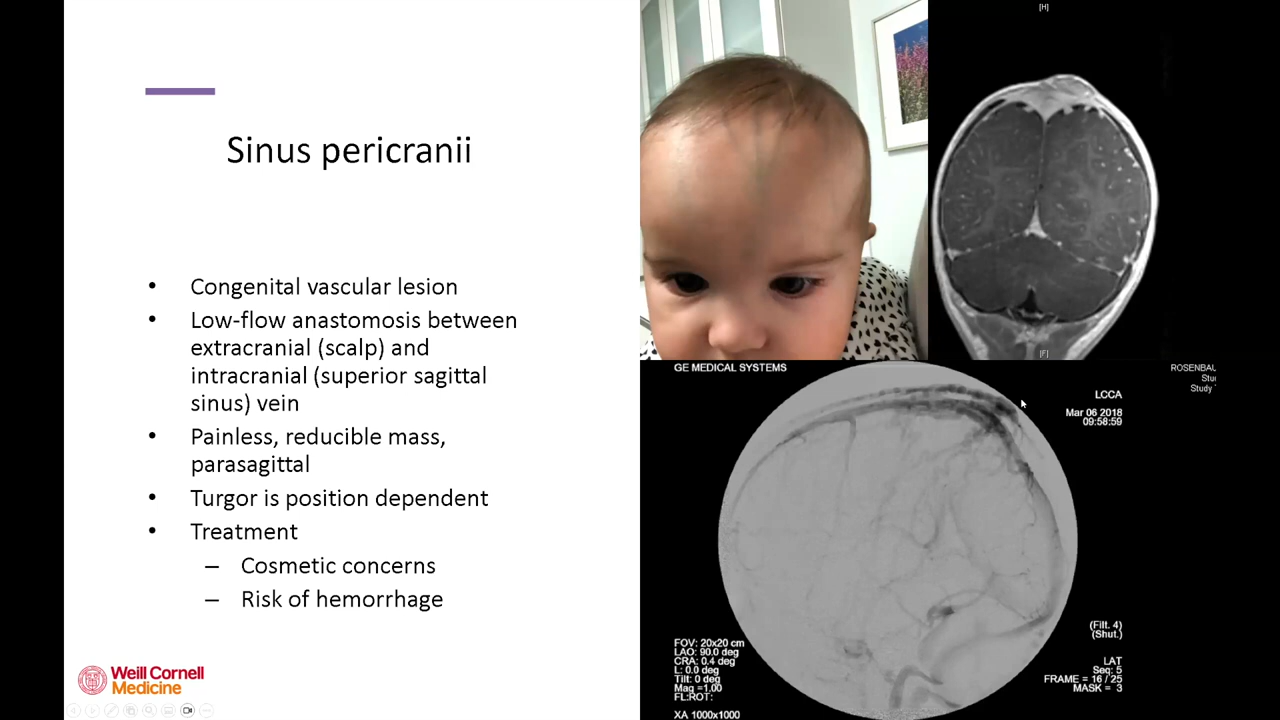 Sinus pericranii
• Congenital vascular lesion
• Low-flow anastomosis between
extracranial (scalp) and
intracranial (superior sagittal
sinus) vein
• Painless, reducible mass,
parasagittal
• Turgor is position dependent
• Treatment
– Cosmetic concerns
– Risk of hemorrhage
Weill Cornell
Medicine
[H]
[F]
GE MEDICAL SYSTEMS
ROSENBAU
Stu
Study
LCCA
Mar 06 2018
09:58:59
FOV: 20x20 cm
LAO: 90.0 deg
CRA: 0.4 deg
L: 0.0 deg
Tilt: 0 deg
Mag =1.00
FL:ROT:
XA 1000x1000
(Filt. 4)
(Shut.)
LAT
Seq: 5
FRAME = 16 / 25
MASK = 3